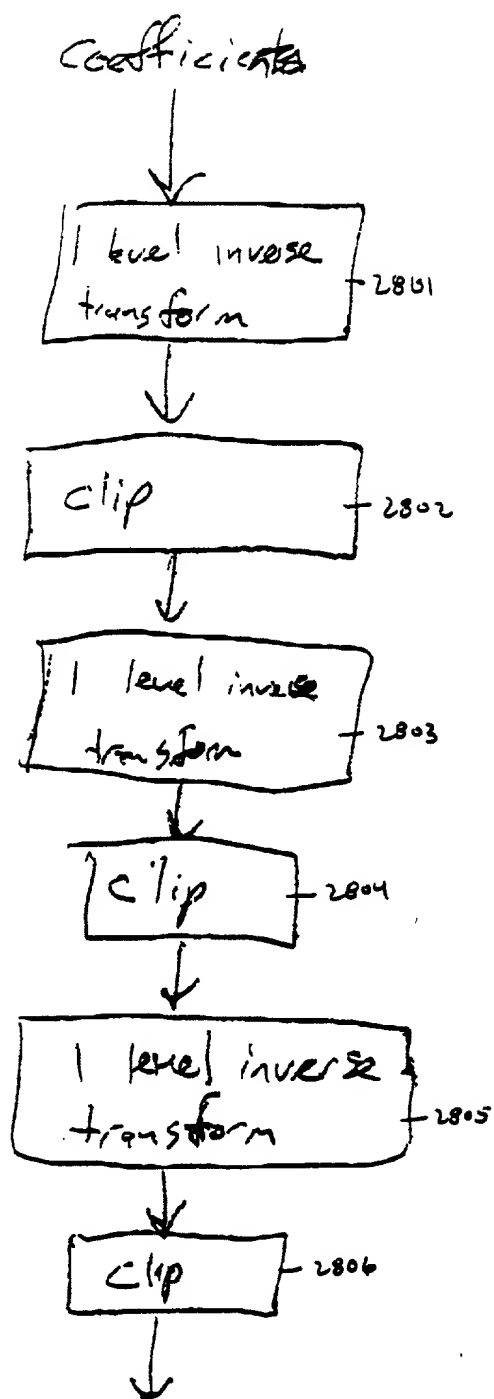 Coefficients
1 level inverse
transform
2801
clip
2802
1 level inverse
transform
2803
Clip
2804
1 level inverse
transform
2805
Clip
2806